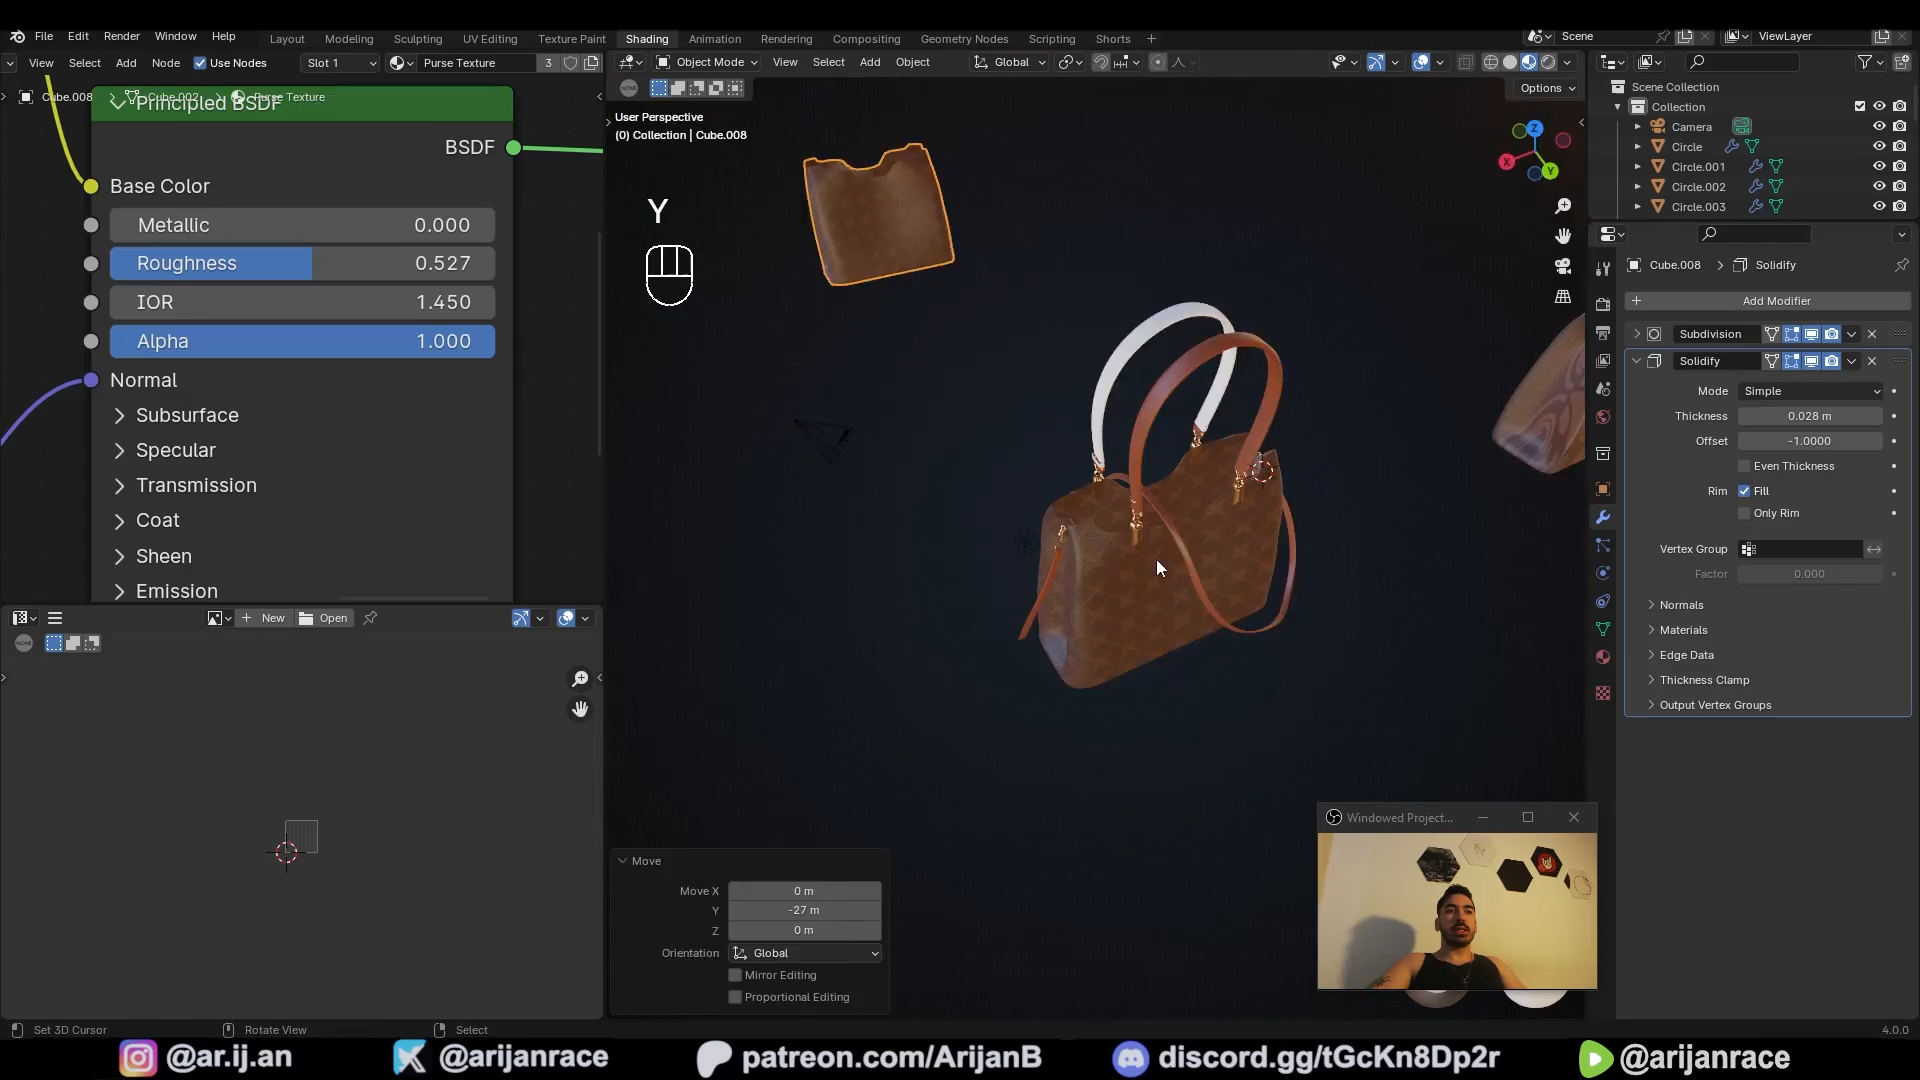 File Edit Render Window Help
Layout Modeling Sculpting UV Editing Texture Paint Shading Animation Rendering Compositing Geometry Nodes Scripting Shorts
Scene
ViewLayer
View Select Add Node Use Nodes Slot 1 Purse Texture 3
Object Mode View Select Add Object Global
Options
Cube.008 Cube.002 Purse Texture
Principled BSDF
BSDF
Base Color
Metallic 0.000
Roughness 0.527
IOR 1.450
Alpha 1.000
Normal
Subsurface
Specular
Transmission
Coat
Sheen
Emission
New Open
User Perspective
(0) Collection | Cube.008
Y
Z
X
Y
Move
Move X 0 m
Y -27 m
Z 0 m
Orientation Global
Mirror Editing
Proportional Editing
Windowed Project...
Scene Collection
Collection
Camera
Circle
Circle.001
Circle.002
Circle.003
Cube.008 Solidify
Add Modifier
Subdivision
Solidify
Mode Simple
Thickness 0.028 m
Offset -1.0000
Even Thickness
Rim Fill
Only Rim
Vertex Group
Factor 0.000
Normals
Materials
Edge Data
Thickness Clamp
Output Vertex Groups
Set 3D Cursor Rotate View Select 4.0.0
@ar.ij.an @arijanrace patreon.com/ArijanB discord.gg/tGcKn8Dp2r @arijanrace